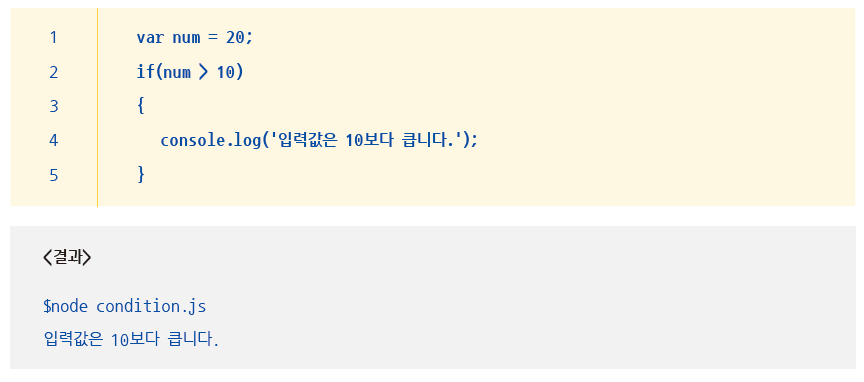 1 var num = 20;
2 if(num > 10)
3 {
4 console.log('입력값은 10보다 큽니다.');
5 }
<결과>
$node condition.js
입력값은 10보다 큽니다.